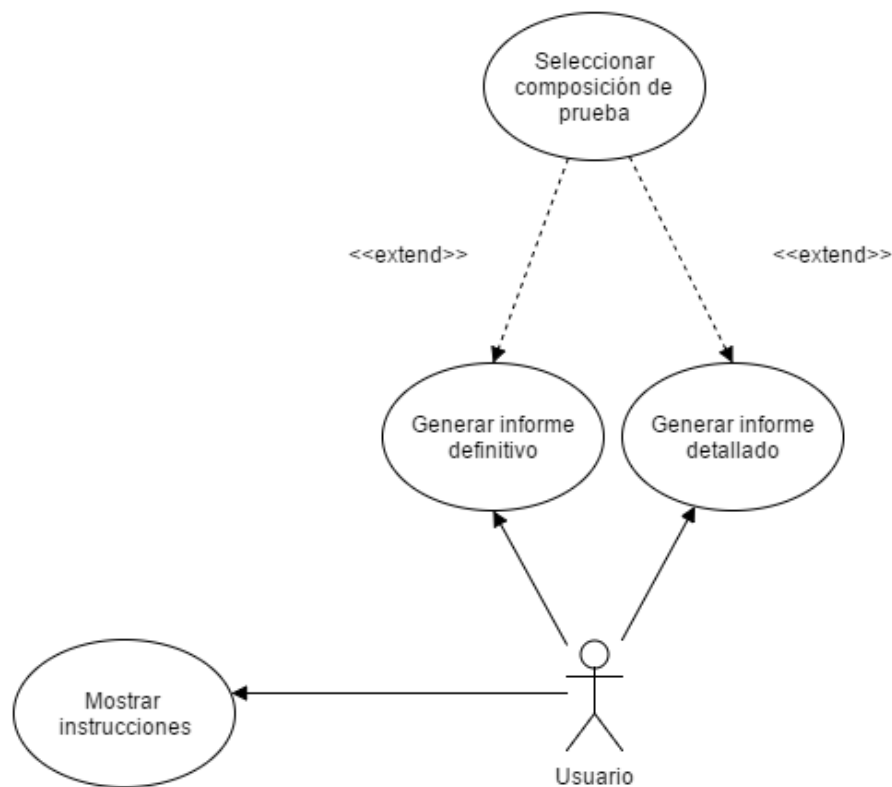 Seleccionar
composición de
prueba
<<extend>>
<<extend>>
Generar informe
definitivo
Generar informe
detallado
Mostrar
instrucciones
Usuario